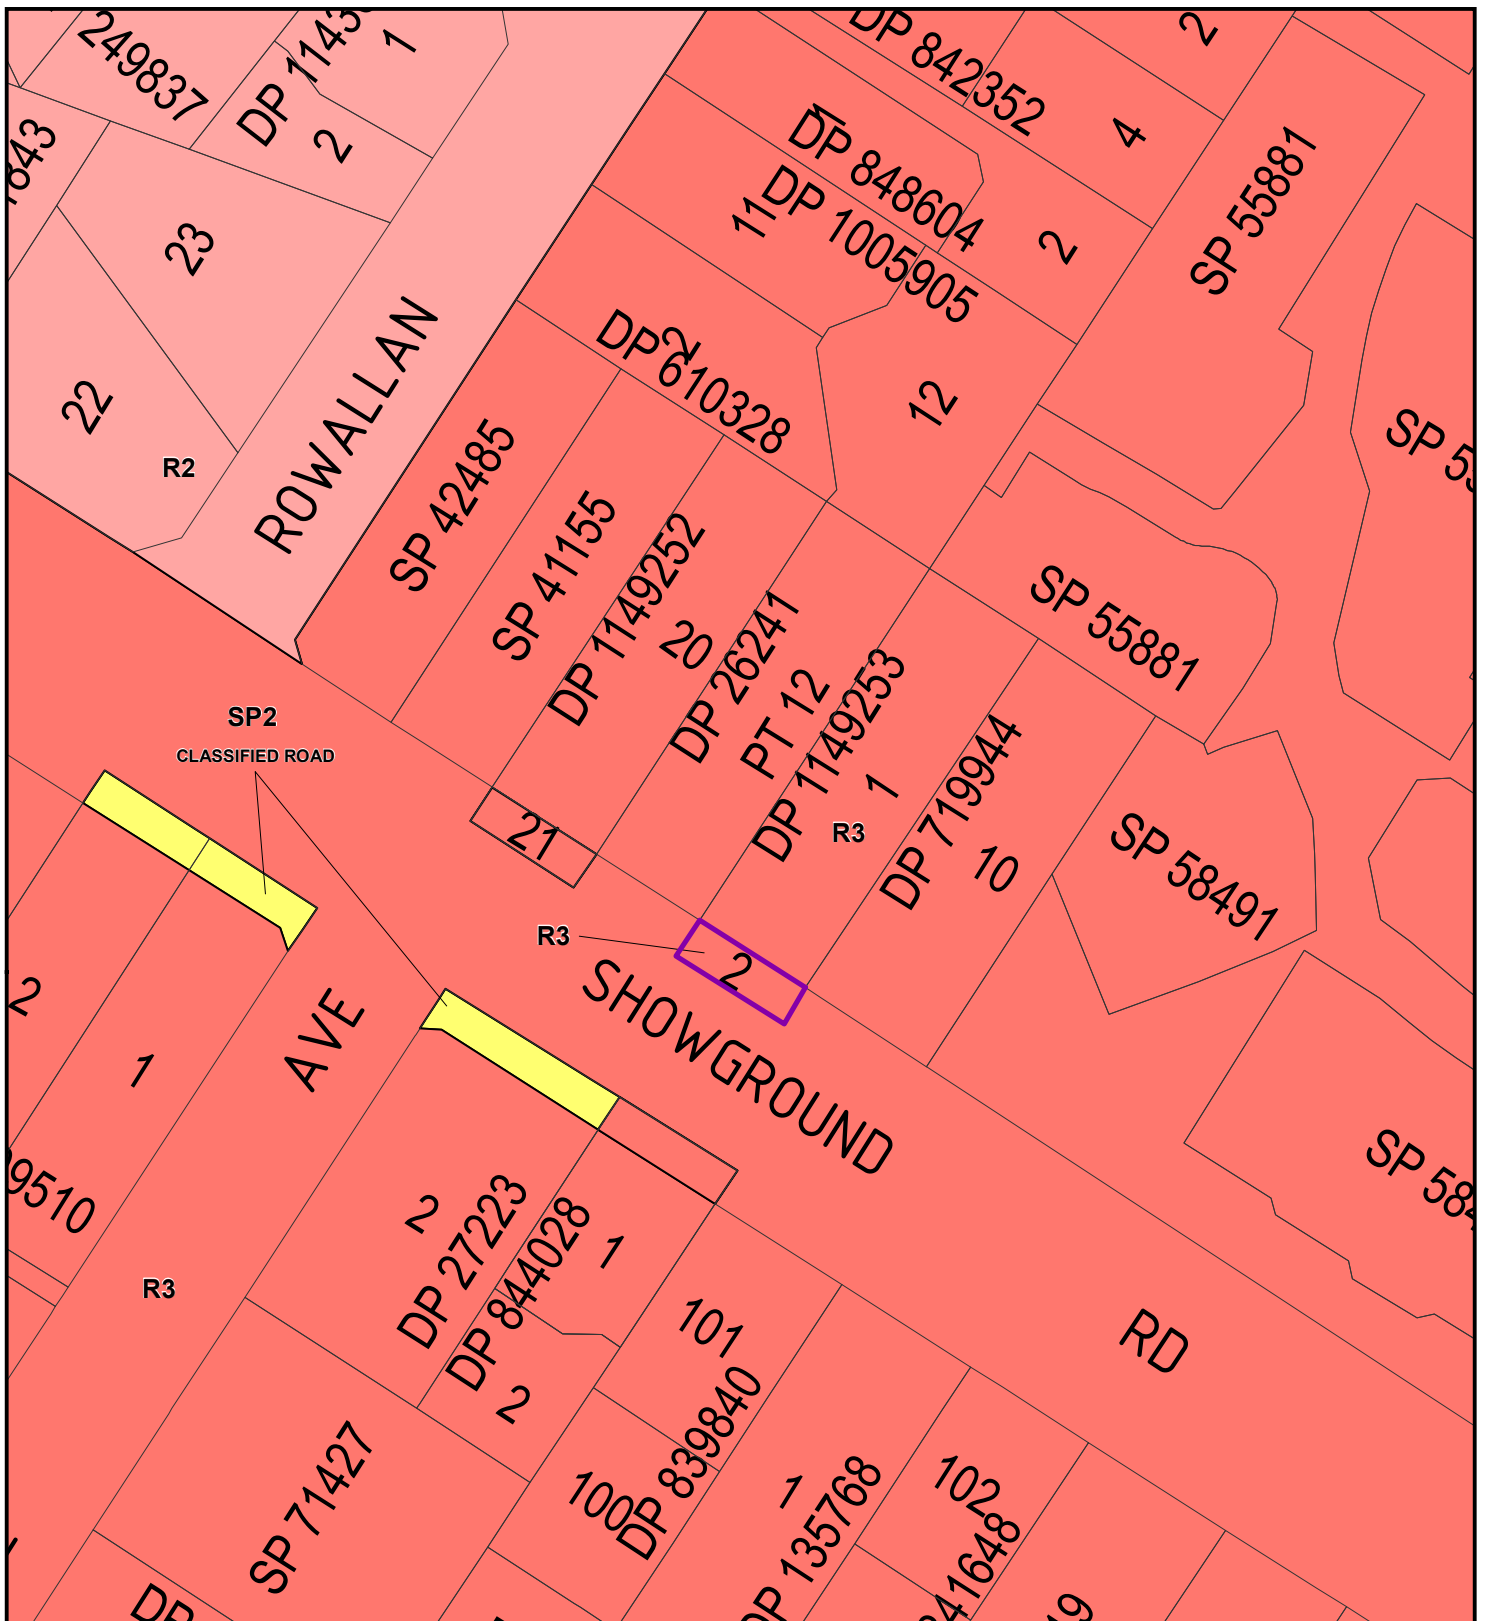 249837
1
2
DP 842352
2
4
DP 848604
11
DP 1005905
2
SP 55881
23
22
R2
ROWALLAN
2
DP 610328
12
SP 42485
SP 41155
DP 1149252
20
DP 26241
PT 12
DP 1149253
1
R3
DP 719944
10
SP 55881
SP 58491
SP2
CLASSIFIED ROAD
21
R3
2
SHOWGROUND
RD
AVE
2
1
R3
2
DP 27223
DP 844028
1
2
101
100
DP 839840
1
DP 135768
102
SP 71427
DP